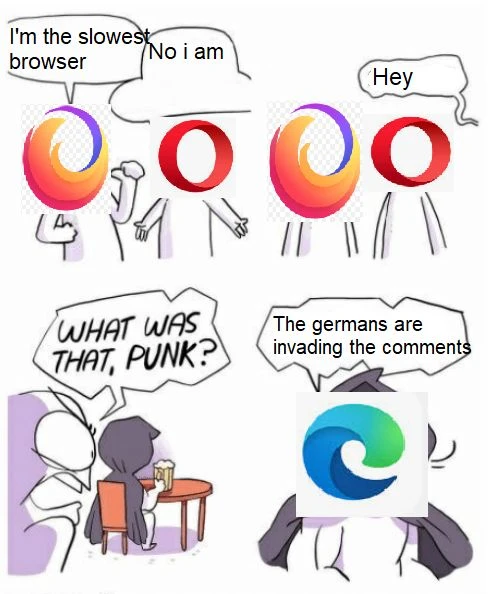 I'm the slowest
browser
No i am
Hey
WHAT WAS
THAT, PUNK?
The germans are
invading the comments